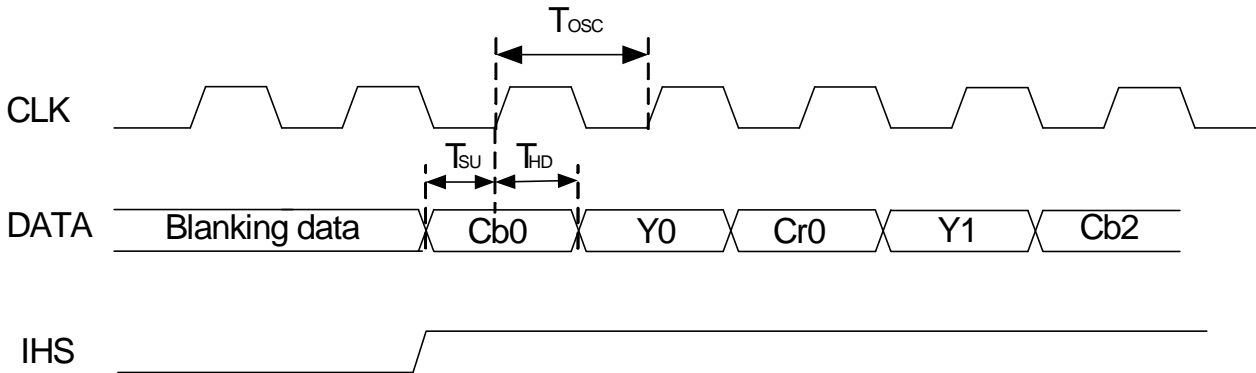 TOSC
CLK
TSU THD
DATA Blanking data Cb0 Y0 Cr0 Y1 Cb2
IHS